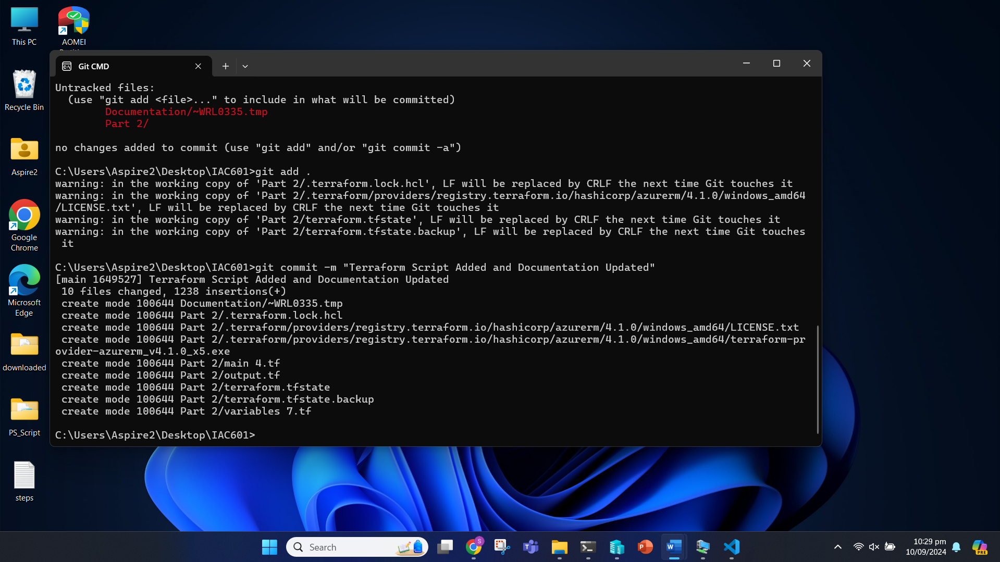 This PC
AOMEI
Recycle Bin
Aspire2
Google
Chrome
Microsoft
Edge
downloaded
PS_Script
steps
Git CMD
Untracked files:
  (use "git add <file>..." to include in what will be committed)
        Documentation/~WRL0335.tmp
        Part 2/
no changes added to commit (use "git add" and/or "git commit -a")
C:\Users\Aspire2\Desktop\IAC601>git add .
warning: in the working copy of 'Part 2/.terraform.lock.hcl', LF will be replaced by CRLF the next time Git touches it
warning: in the working copy of 'Part 2/.terraform/providers/registry.terraform.io/hashicorp/azurerm/4.1.0/windows_amd64
/LICENSE.txt', LF will be replaced by CRLF the next time Git touches it
warning: in the working copy of 'Part 2/terraform.tfstate', LF will be replaced by CRLF the next time Git touches it
warning: in the working copy of 'Part 2/terraform.tfstate.backup', LF will be replaced by CRLF the next time Git touches
 it
C:\Users\Aspire2\Desktop\IAC601>git commit -m "Terraform Script Added and Documentation Updated"
[main 1649527] Terraform Script Added and Documentation Updated
 10 files changed, 1238 insertions(+)
 create mode 100644 Documentation/~WRL0335.tmp
 create mode 100644 Part 2/.terraform.lock.hcl
 create mode 100644 Part 2/.terraform/providers/registry.terraform.io/hashicorp/azurerm/4.1.0/windows_amd64/LICENSE.txt
 create mode 100644 Part 2/.terraform/providers/registry.terraform.io/hashicorp/azurerm/4.1.0/windows_amd64/terraform-pr
ovider-azurerm_v4.1.0_x5.exe
 create mode 100644 Part 2/main 4.tf
 create mode 100644 Part 2/output.tf
 create mode 100644 Part 2/terraform.tfstate
 create mode 100644 Part 2/terraform.tfstate.backup
 create mode 100644 Part 2/variables 7.tf
C:\Users\Aspire2\Desktop\IAC601>
Search
S
T
P
W
10:29 pm
10/09/2024
PRE